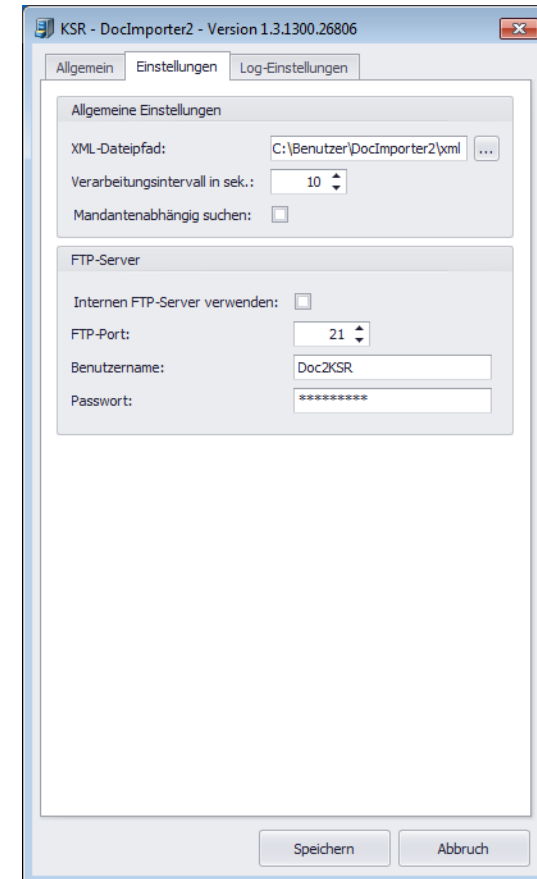 KSR - DocImporter2 - Version 1.3.1300.26806
Allgemein Einstellungen Log-Einstellungen
Allgemeine Einstellungen
XML-Dateipfad: C:\Benutzer\DocImporter2\xml ...
Verarbeitungsintervall in sek.: 10
Mandantenabhängig suchen:
FTP-Server
Internen FTP-Server verwenden:
FTP-Port: 21
Benutzername: Doc2KSR
Passwort: *********
Speichern Abbruch